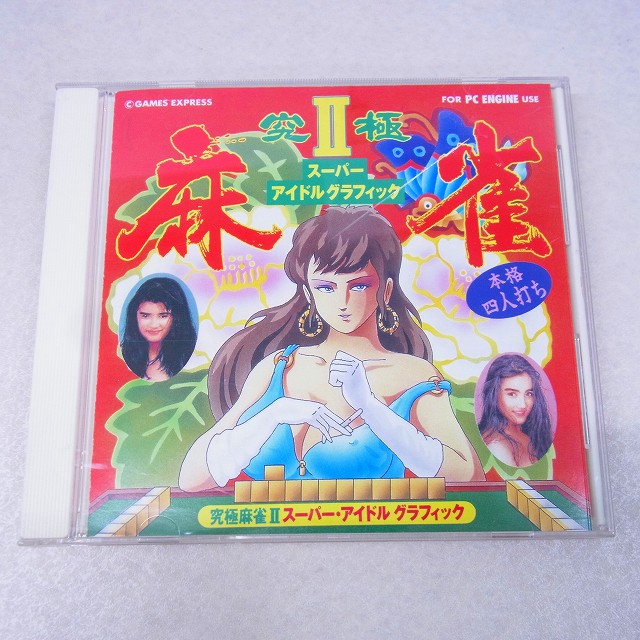 ©GAMES EXPRESS
FOR PC ENGINE USE
究極II
麻雀
スーパー
アイドル グラフィック
本格
四人打ち
究極麻雀II スーパー・アイドル グラフィック